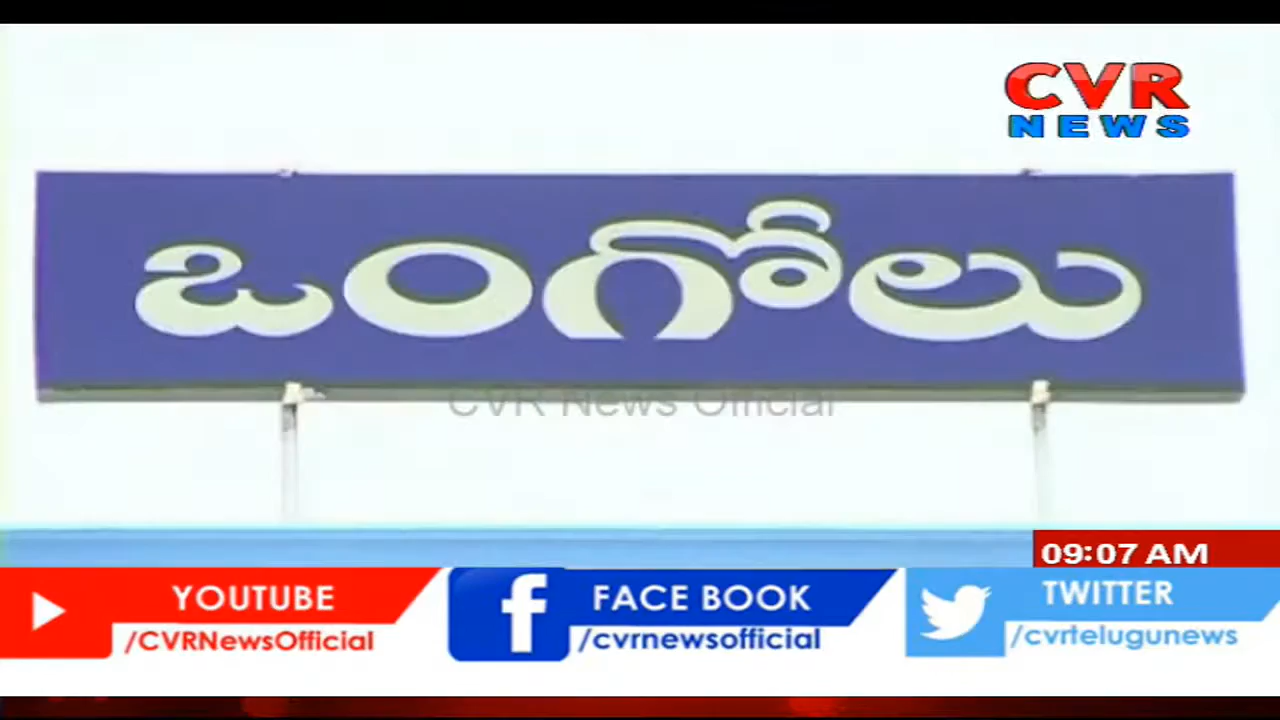 CVR
NEWS
ఒంగోలు
CVR News Official
09:07 AM
YOUTUBE
/CVRNewsOfficial
FACE BOOK
/cvrnewsofficial
TWITTER
/cvrtelugunews